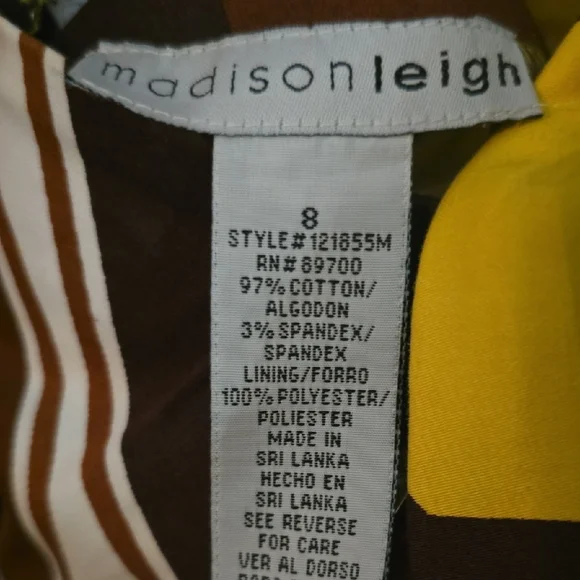 madisonleigh
8
STYLE#121855M
RN#89700
97% COTTON/
ALGODON
3% SPANDEX/
SPANDEX
LINING/FORRO
100% POLYESTER/
POLIESTER
MADE IN
SRI LANKA
HECHO EN
SRI LANKA
SEE REVERSE
FOR CARE
VER AL DORSO